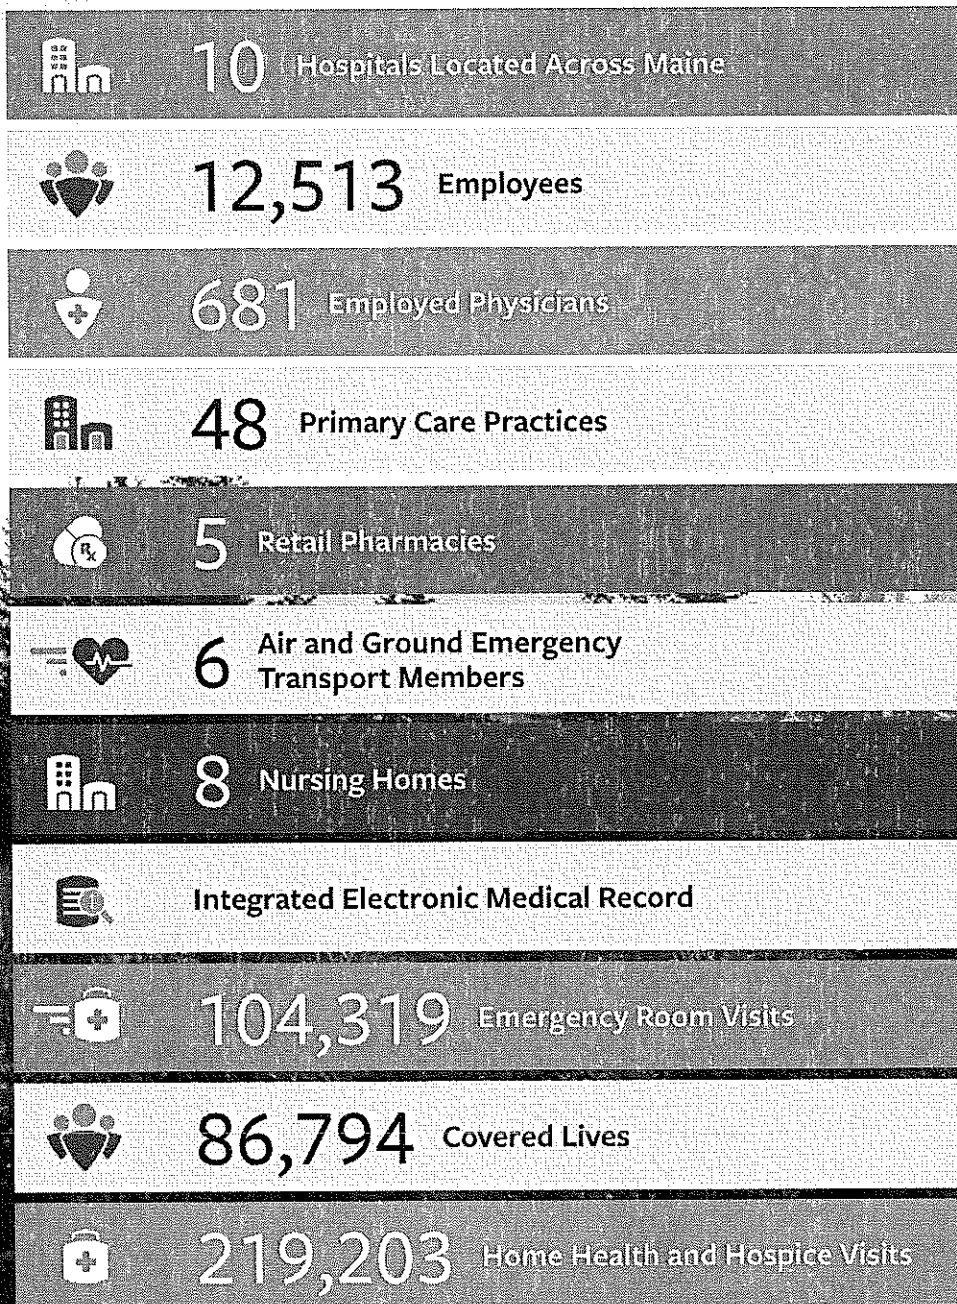 10 Hospitals Located Across Maine
12,513 Employees
681 Employed Physicians
48 Primary Care Practices
Rx 5 Retail Pharmacies
6 Air and Ground Emergency
Transport Members
8 Nursing Homes
Integrated Electronic Medical Record
104,319 Emergency Room Visits
86,794 Covered Lives
219,203 Home Health and Hospice Visits